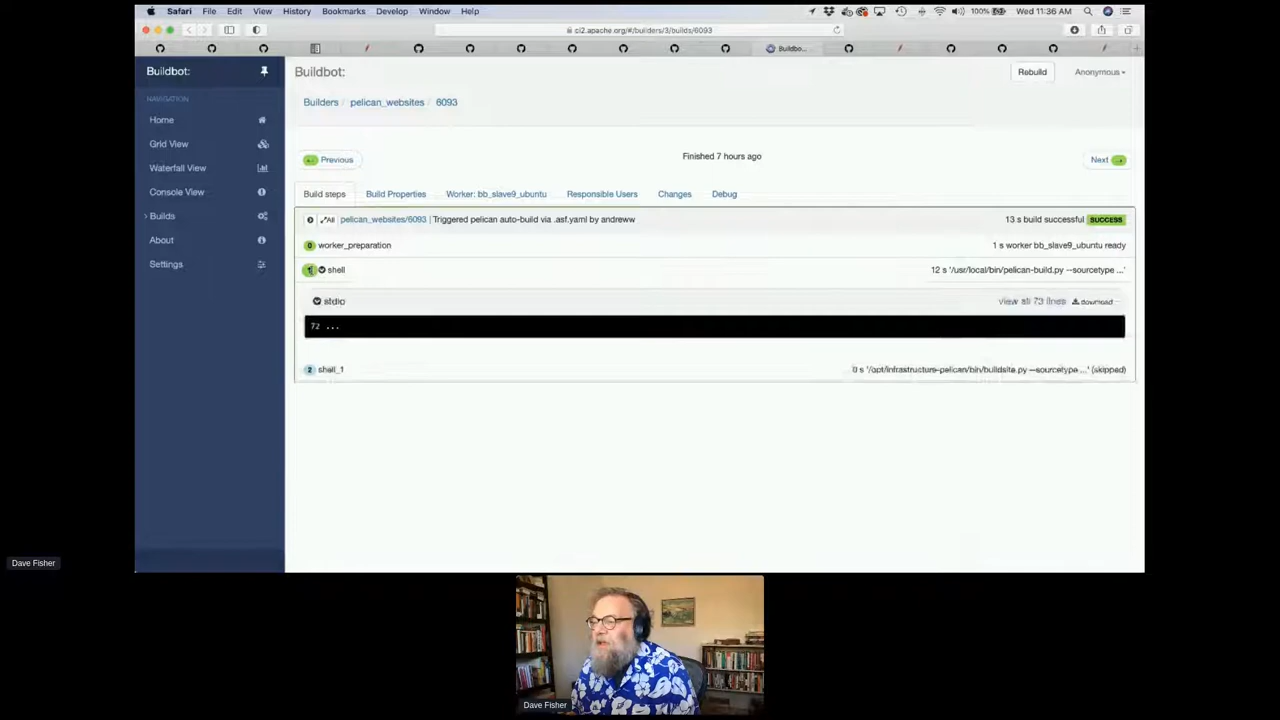 Safari File Edit View History Bookmarks Develop Window Help 100% Wed 11:36 AM
ci2.apache.org/#/builders/3/builds/6093
Buildbo...
Buildbot:
Buildbot:
Rebuild
Anonymous
NAVIGATION
Home
Grid View
Waterfall View
Console View
Builds
About
Settings
Builders / pelican_websites / 6093
Previous
Finished 7 hours ago
Next
Build steps Build Properties Worker: bb_slave9_ubuntu Responsible Users Changes Debug
All pelican_websites/6093 | Triggered pelican auto-build via .asf.yaml by andreww 13 s build successful SUCCESS
0 worker_preparation 1 s worker bb_slave9_ubuntu ready
shell 12 s '/usr/local/bin/pelican-build.py --sourcetype ...'
stdio view all 73 lines download
72 ...
2 shell_1 0 s '/opt/infrastructure-pelican/bin/buildsite.py --sourcetype ...' (skipped)
Dave Fisher
Dave Fisher